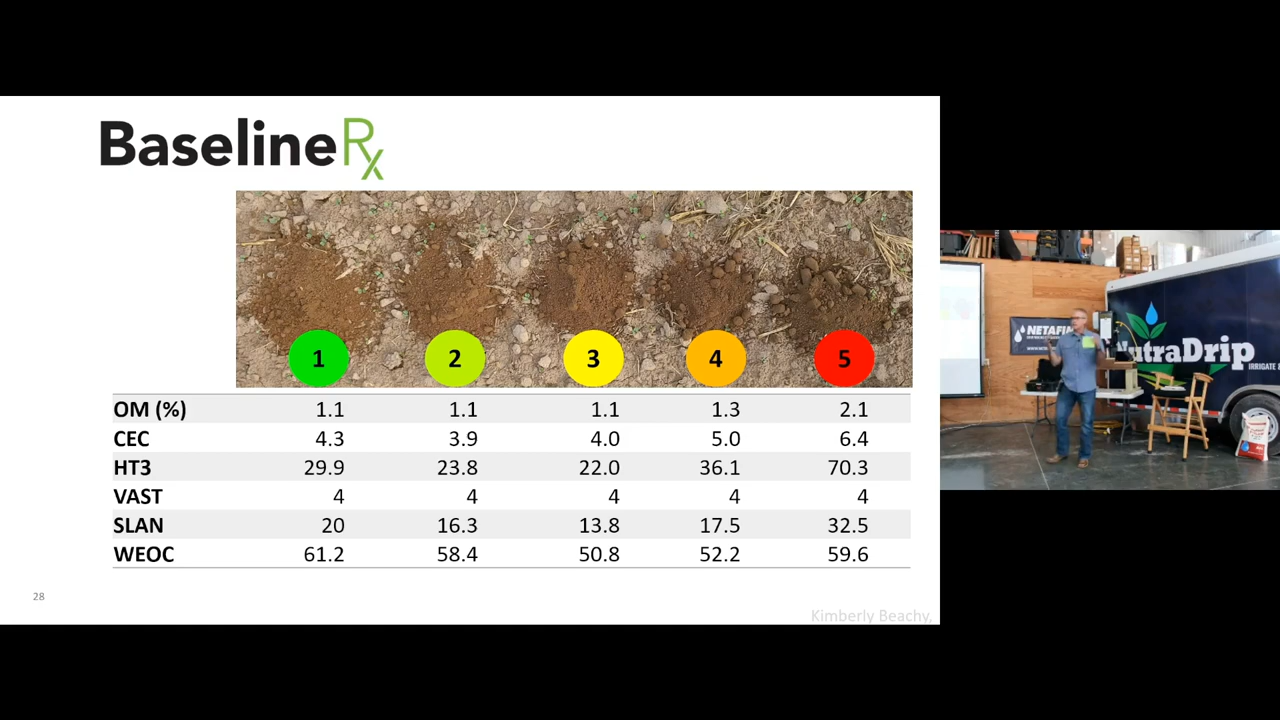 BaselineRx
1 2 3 4 5
OM (%) 1.1 1.1 1.1 1.3 2.1
CEC 4.3 3.9 4.0 5.0 6.4
HT3 29.9 23.8 22.0 36.1 70.3
VAST 4 4 4 4 4
SLAN 20 16.3 13.8 17.5 32.5
WEOC 61.2 58.4 50.8 52.2 59.6
28
Kimberly Beachy,
NETAFIM
NutraDrip
IRRIGATE &